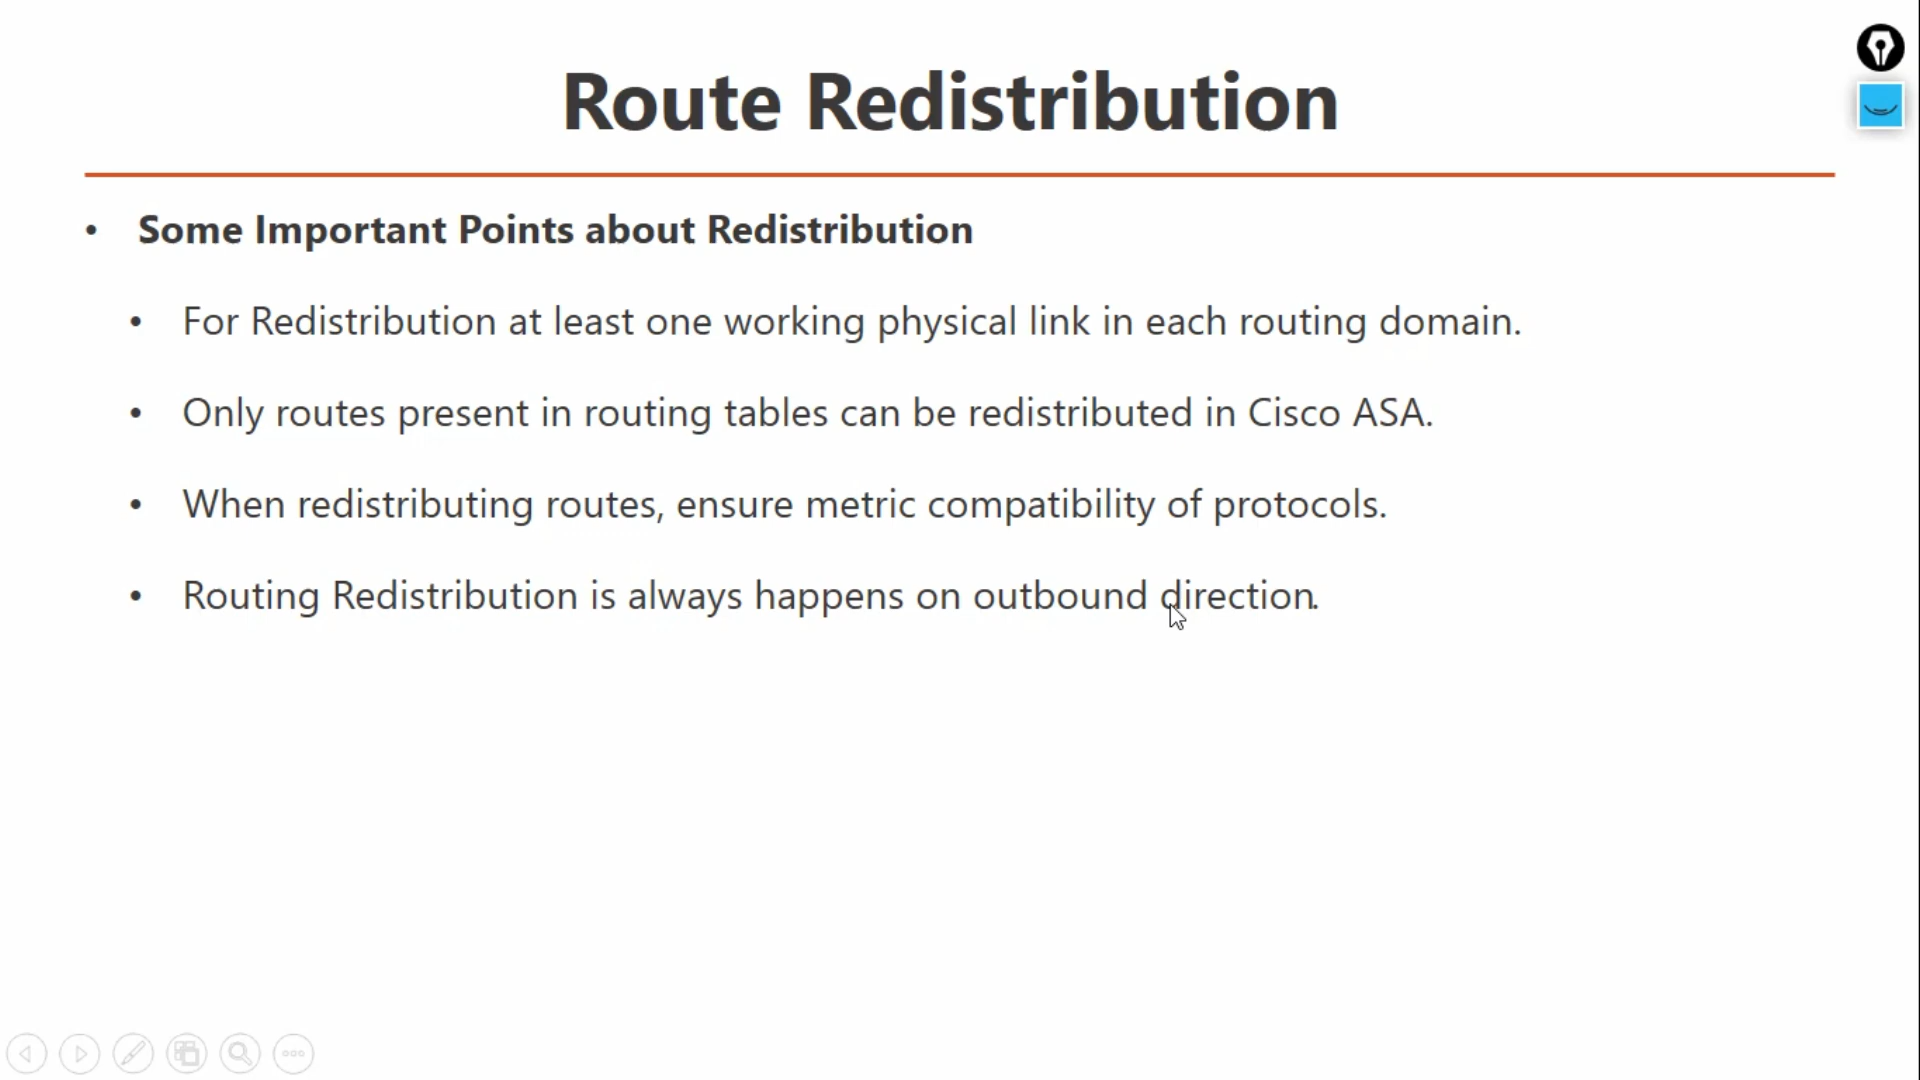 Route Redistribution
• Some Important Points about Redistribution
• For Redistribution at least one working physical link in each routing domain.
• Only routes present in routing tables can be redistributed in Cisco ASA.
• When redistributing routes, ensure metric compatibility of protocols.
• Routing Redistribution is always happens on outbound direction.